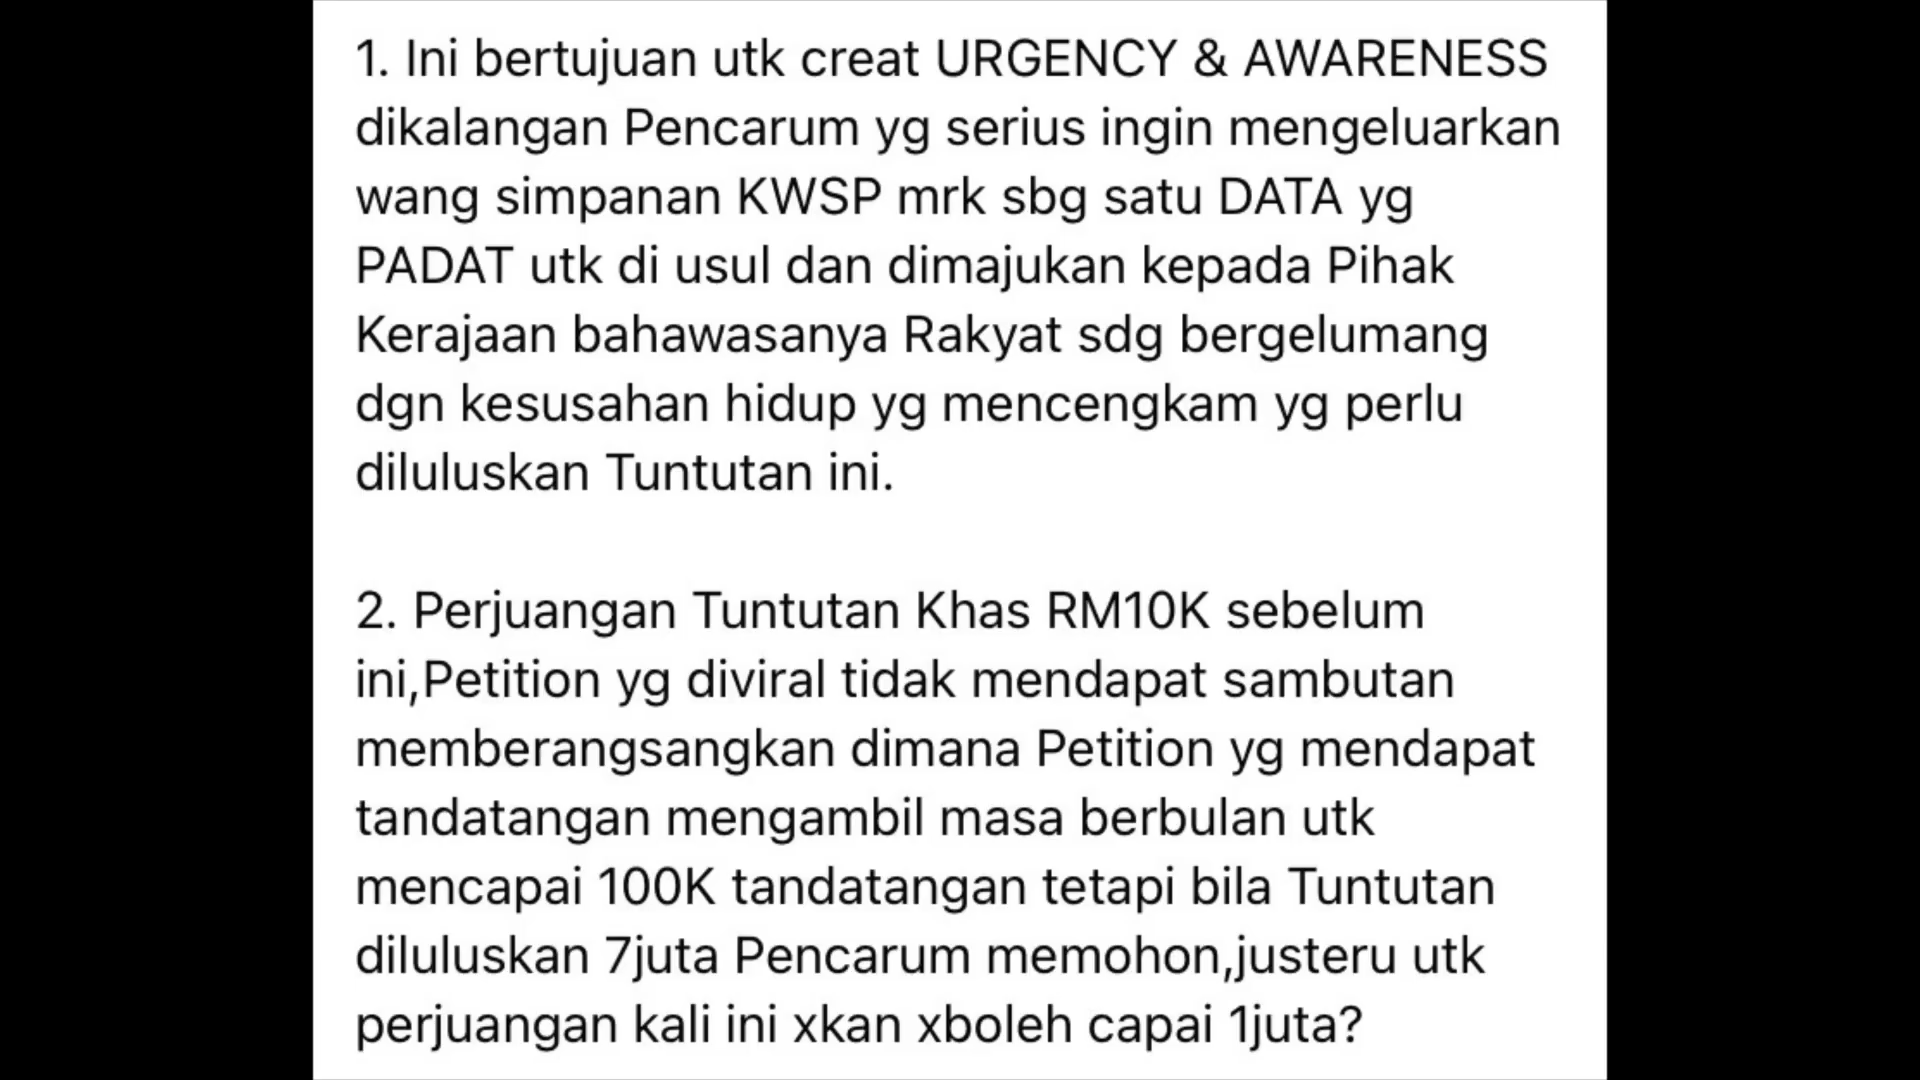 1. Ini bertujuan utk creat URGENCY & AWARENESS
dikalangan Pencarum yg serius ingin mengeluarkan
wang simpanan KWSP mrk sbg satu DATA yg
PADAT utk di usul dan dimajukan kepada Pihak
Kerajaan bahawasanya Rakyat sdg bergelumang
dgn kesusahan hidup yg mencengkam yg perlu
diluluskan Tuntutan ini.
2. Perjuangan Tuntutan Khas RM10K sebelum
ini,Petition yg diviral tidak mendapat sambutan
memberangsangkan dimana Petition yg mendapat
tandatangan mengambil masa berbulan utk
mencapai 100K tandatangan tetapi bila Tuntutan
diluluskan 7juta Pencarum memohon,justeru utk
perjuangan kali ini xkan xboleh capai 1juta?